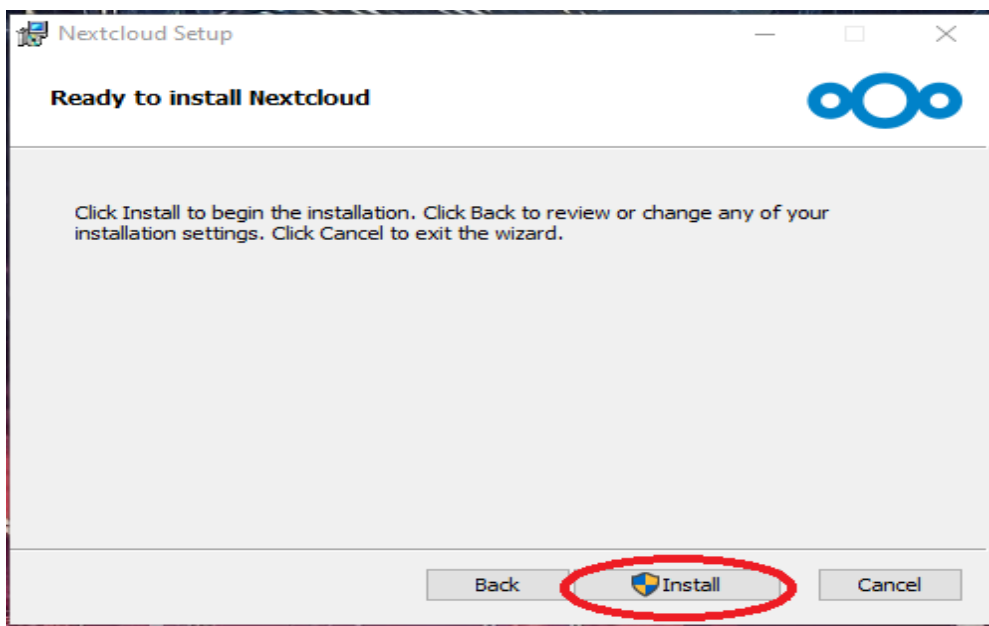 Nextcloud Setup
Ready to install Nextcloud
Click Install to begin the installation. Click Back to review or change any of your
installation settings. Click Cancel to exit the wizard.
Back Install Cancel